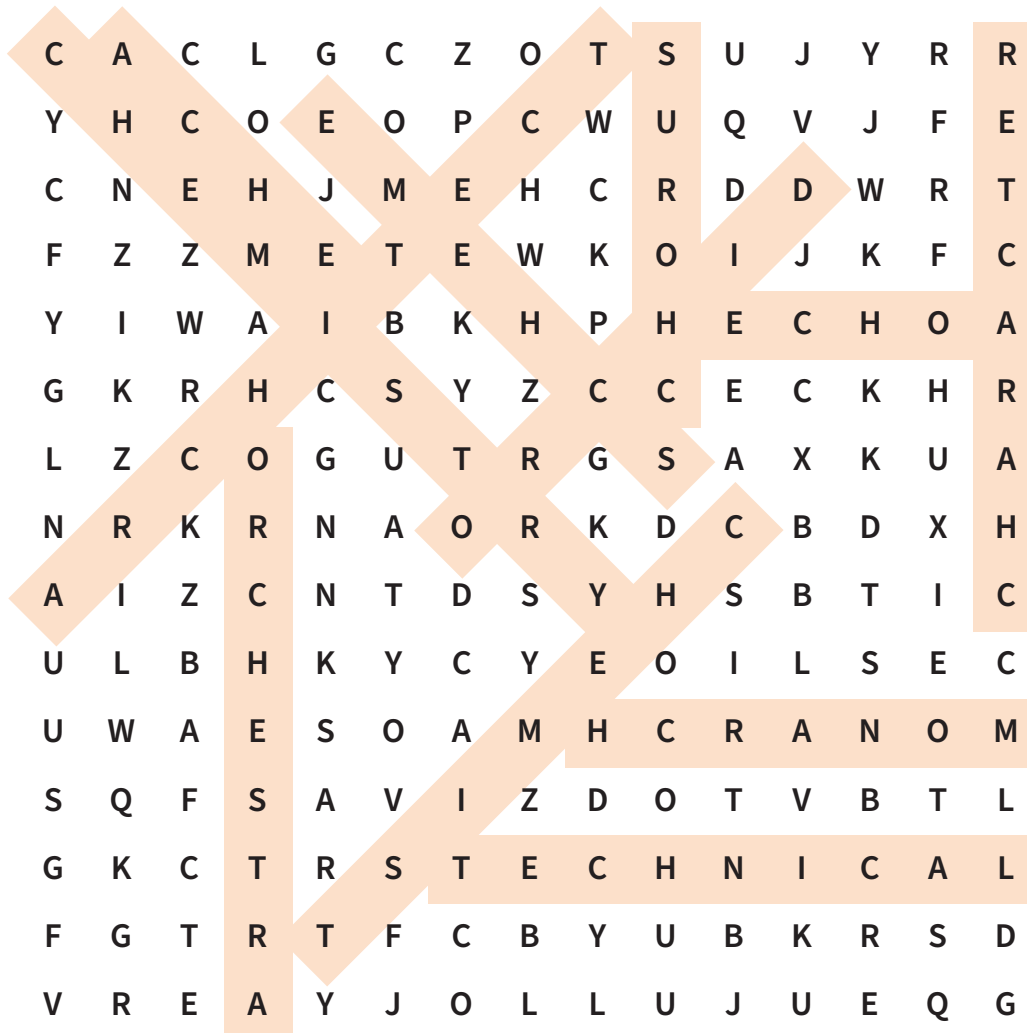 C A C L G C Z O T S U J Y R R
Y H C O E O P C W U Q V J F E
C N E H J M E H C R D D W R T
F Z Z M E T E W K O I J K F C
Y I W A I B K H P H E C H O A
G K R H C S Y Z C C E C K H R
L Z C O G U T R G S A X K U A
N R K R N A O R K D C B D X H
A I Z C N T D S Y H S B T I C
U L B H K Y C Y E O I L S E C
U W A E S O A M H C R A N O M
S Q F S A V I Z D O T V B T L
G K C T R S T E C H N I C A L
F G T R T F C B Y U B K R S D
V R E A Y J O L L U J U E Q G